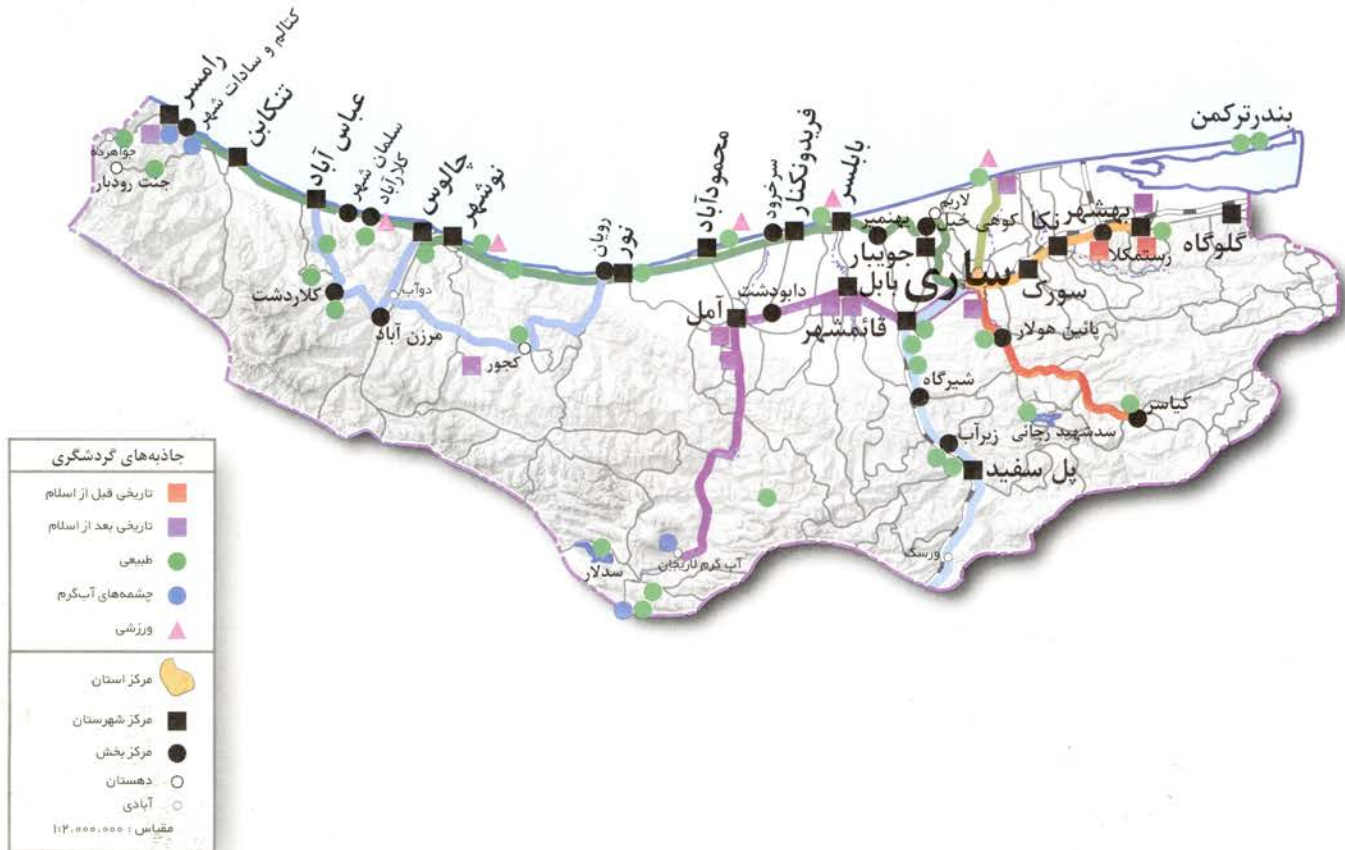 رامسر
کتالم و سادات شهر
جواهرده
جنت رودبار
تنکابن
عباس آباد
سلمان شهر
کلارآباد
چالوس
نوشهر
کلاردشت
دوآب
مرزن آباد
کجور
رویان
نور
محمودآباد
سرخرود
فریدونکنار
بابلسر
بهنمیر
لاریم
کوهی خیل
جویبار
بابل
دابودشت
آمل
قائمشهر
ساری
سورک
نکا
بهشهر
رستمکلا
گلوگاه
بندرترکمن
پائین هولار
کیاسر
سدشهید رجائی
شیرگاه
زیرآب
پل سفید
ورسک
آب گرم لاریجان
سدلار
جاذبه‌های گردشگری
تاریخی قبل از اسلام
تاریخی بعد از اسلام
طبیعی
چشمه‌های آب‌گرم
ورزشی
مرکز استان
مرکز شهرستان
مرکز بخش
دهستان
آبادی
مقیاس : ۱:۲،۰۰۰،۰۰۰